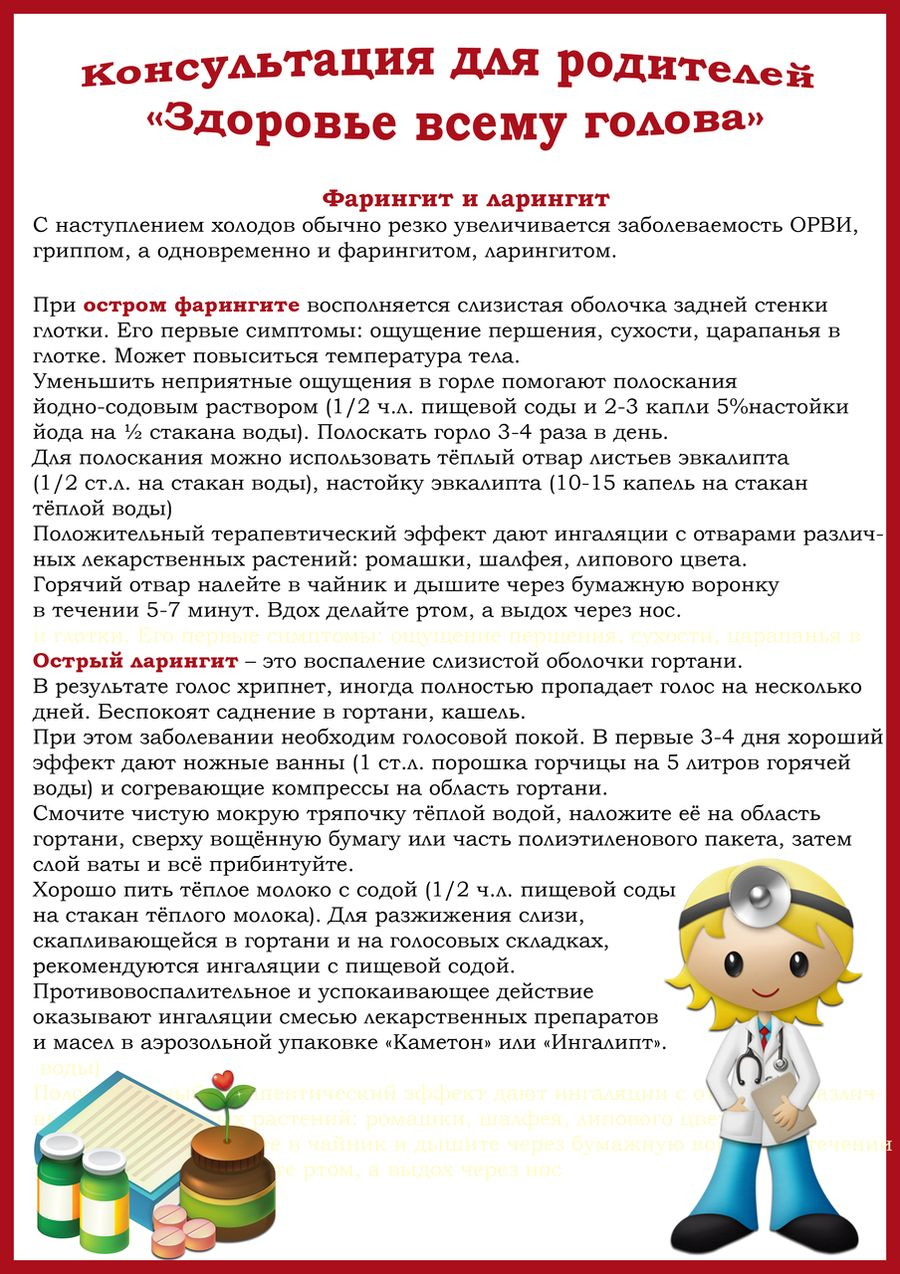 Консультация для родителей
«Здоровье всему голова»
Фарингит и ларингит
С наступлением холодов обычно резко увеличивается заболеваемость ОРВИ,
гриппом, а одновременно и фарингитом, ларингитом.
При остром фарингите восполняется слизистая оболочка задней стенки
глотки. Его первые симптомы: ощущение першения, сухости, царапанья в
глотке. Может повыситься температура тела.
Уменьшить неприятные ощущения в горле помогают полоскания
йодно-содовым раствором (1/2 ч.л. пищевой соды и 2-3 капли 5%настойки
йода на ½ стакана воды). Полоскать горло 3-4 раза в день.
Для полоскания можно использовать тёплый отвар листьев эвкалипта
(1/2 ст.л. на стакан воды), настойку эвкалипта (10-15 капель на стакан
тёплой воды)
Положительный терапевтический эффект дают ингаляции с отварами различ-
ных лекарственных растений: ромашки, шалфея, липового цвета.
Горячий отвар налейте в чайник и дышите через бумажную воронку
в течении 5-7 минут. Вдох делайте ртом, а выдох через нос.
и глотки. Его первые симптомы: ощущение першения, сухости, царапанья в
Острый ларингит – это воспаление слизистой оболочки гортани.
В результате голос хрипнет, иногда полностью пропадает голос на несколько
дней. Беспокоят саднение в гортани, кашель.
При этом заболевании необходим голосовой покой. В первые 3-4 дня хороший
эффект дают ножные ванны (1 ст.л. порошка горчицы на 5 литров горячей
воды) и согревающие компрессы на область гортани.
Смочите чистую мокрую тряпочку тёплой водой, наложите её на область
гортани, сверху вощённую бумагу или часть полиэтиленового пакета, затем
слой ваты и всё прибинтуйте.
Хорошо пить тёплое молоко с содой (1/2 ч.л. пищевой соды
на стакан тёплого молока). Для разжижения слизи,
скапливающейся в гортани и на голосовых складках,
рекомендуются ингаляции с пищевой содой.
Противовоспалительное и успокаивающее действие
оказывают ингаляции смесью лекарственных препаратов
и масел в аэрозольной упаковке «Каметон» или «Ингалипт».
воды)
эффект дают ингаляции с
растений: ромашки, шалфея, липового
в чайник и дышите через бумажную
ртом, а выдох через нос